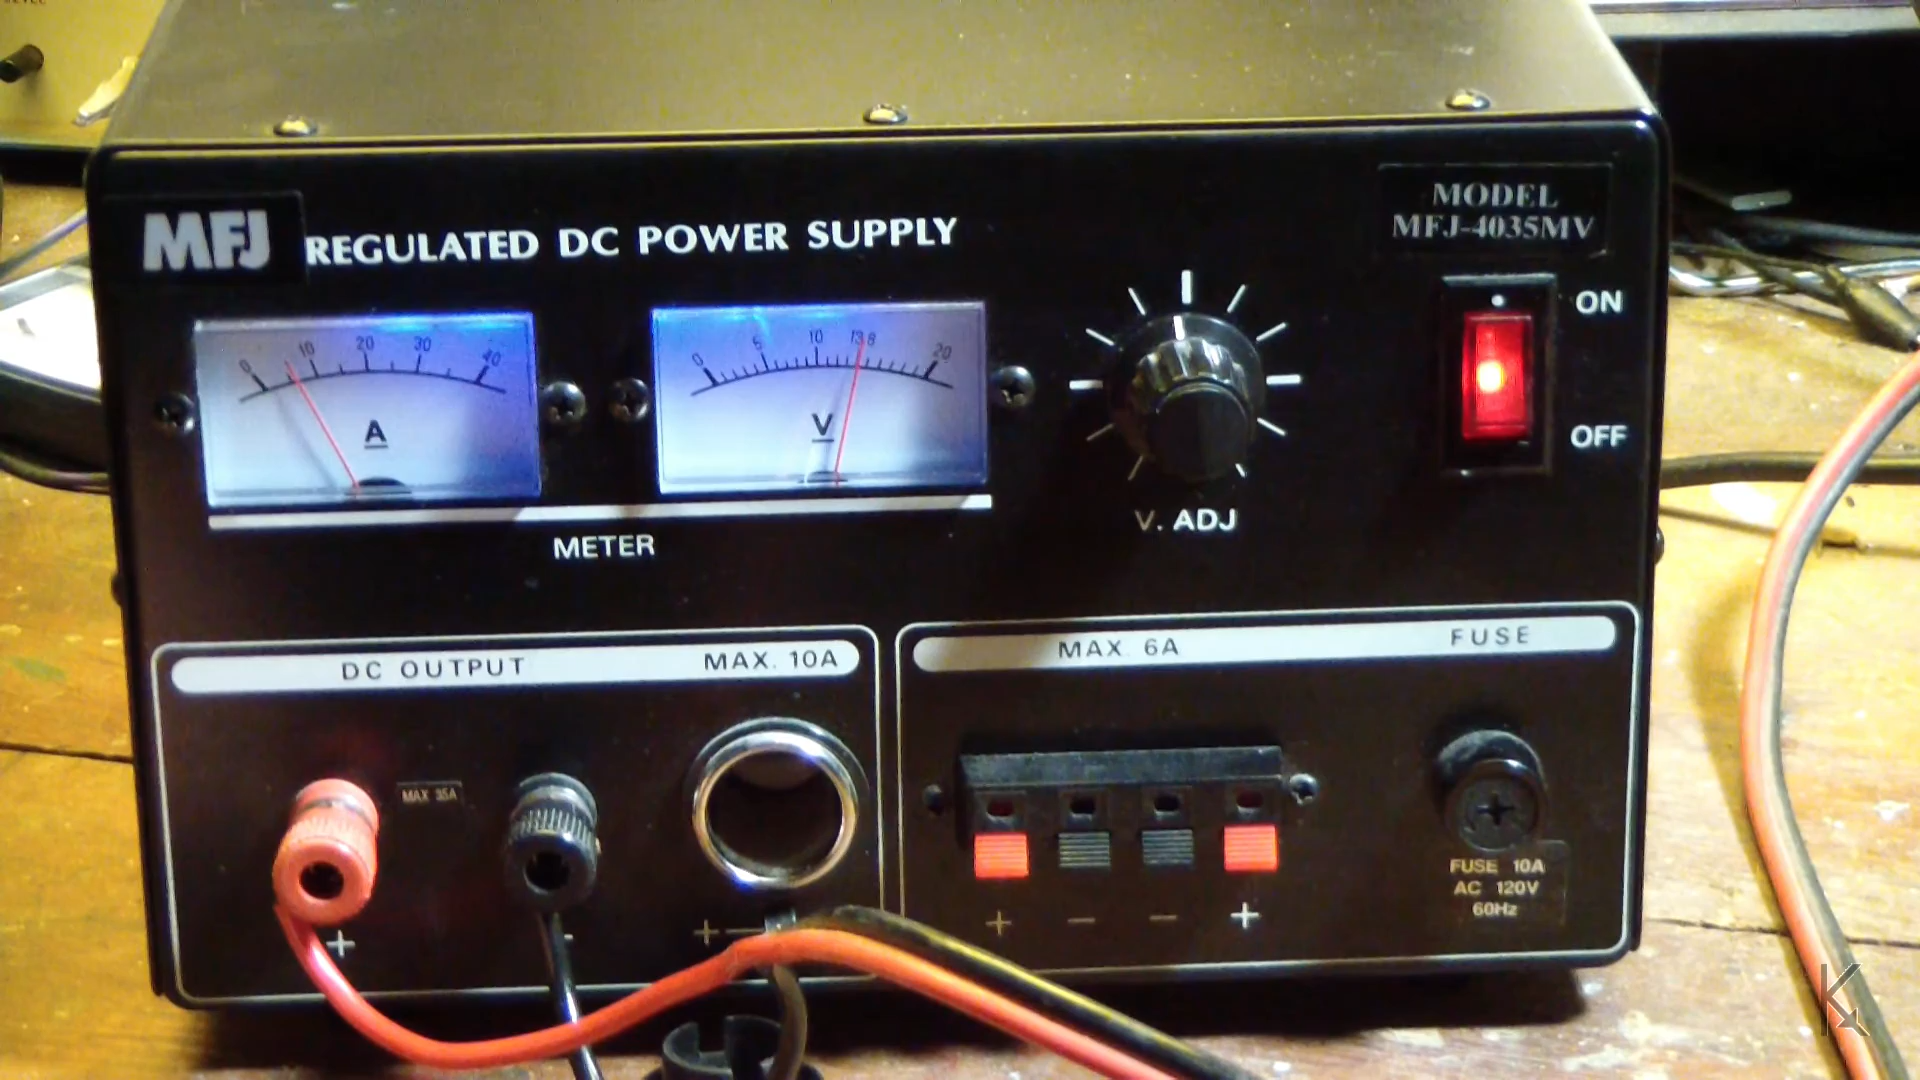 MFJ
REGULATED DC POWER SUPPLY
MODEL
MFJ-4035MV
ON
OFF
0 10 20 30 40
A
0 5 10 13.8 20
V
METER
V. ADJ
DC OUTPUT
MAX. 10A
MAX. 6A
FUSE
MAX 35A
+
-
+ —
+ — — +
FUSE 10A
AC 120V
60Hz
K